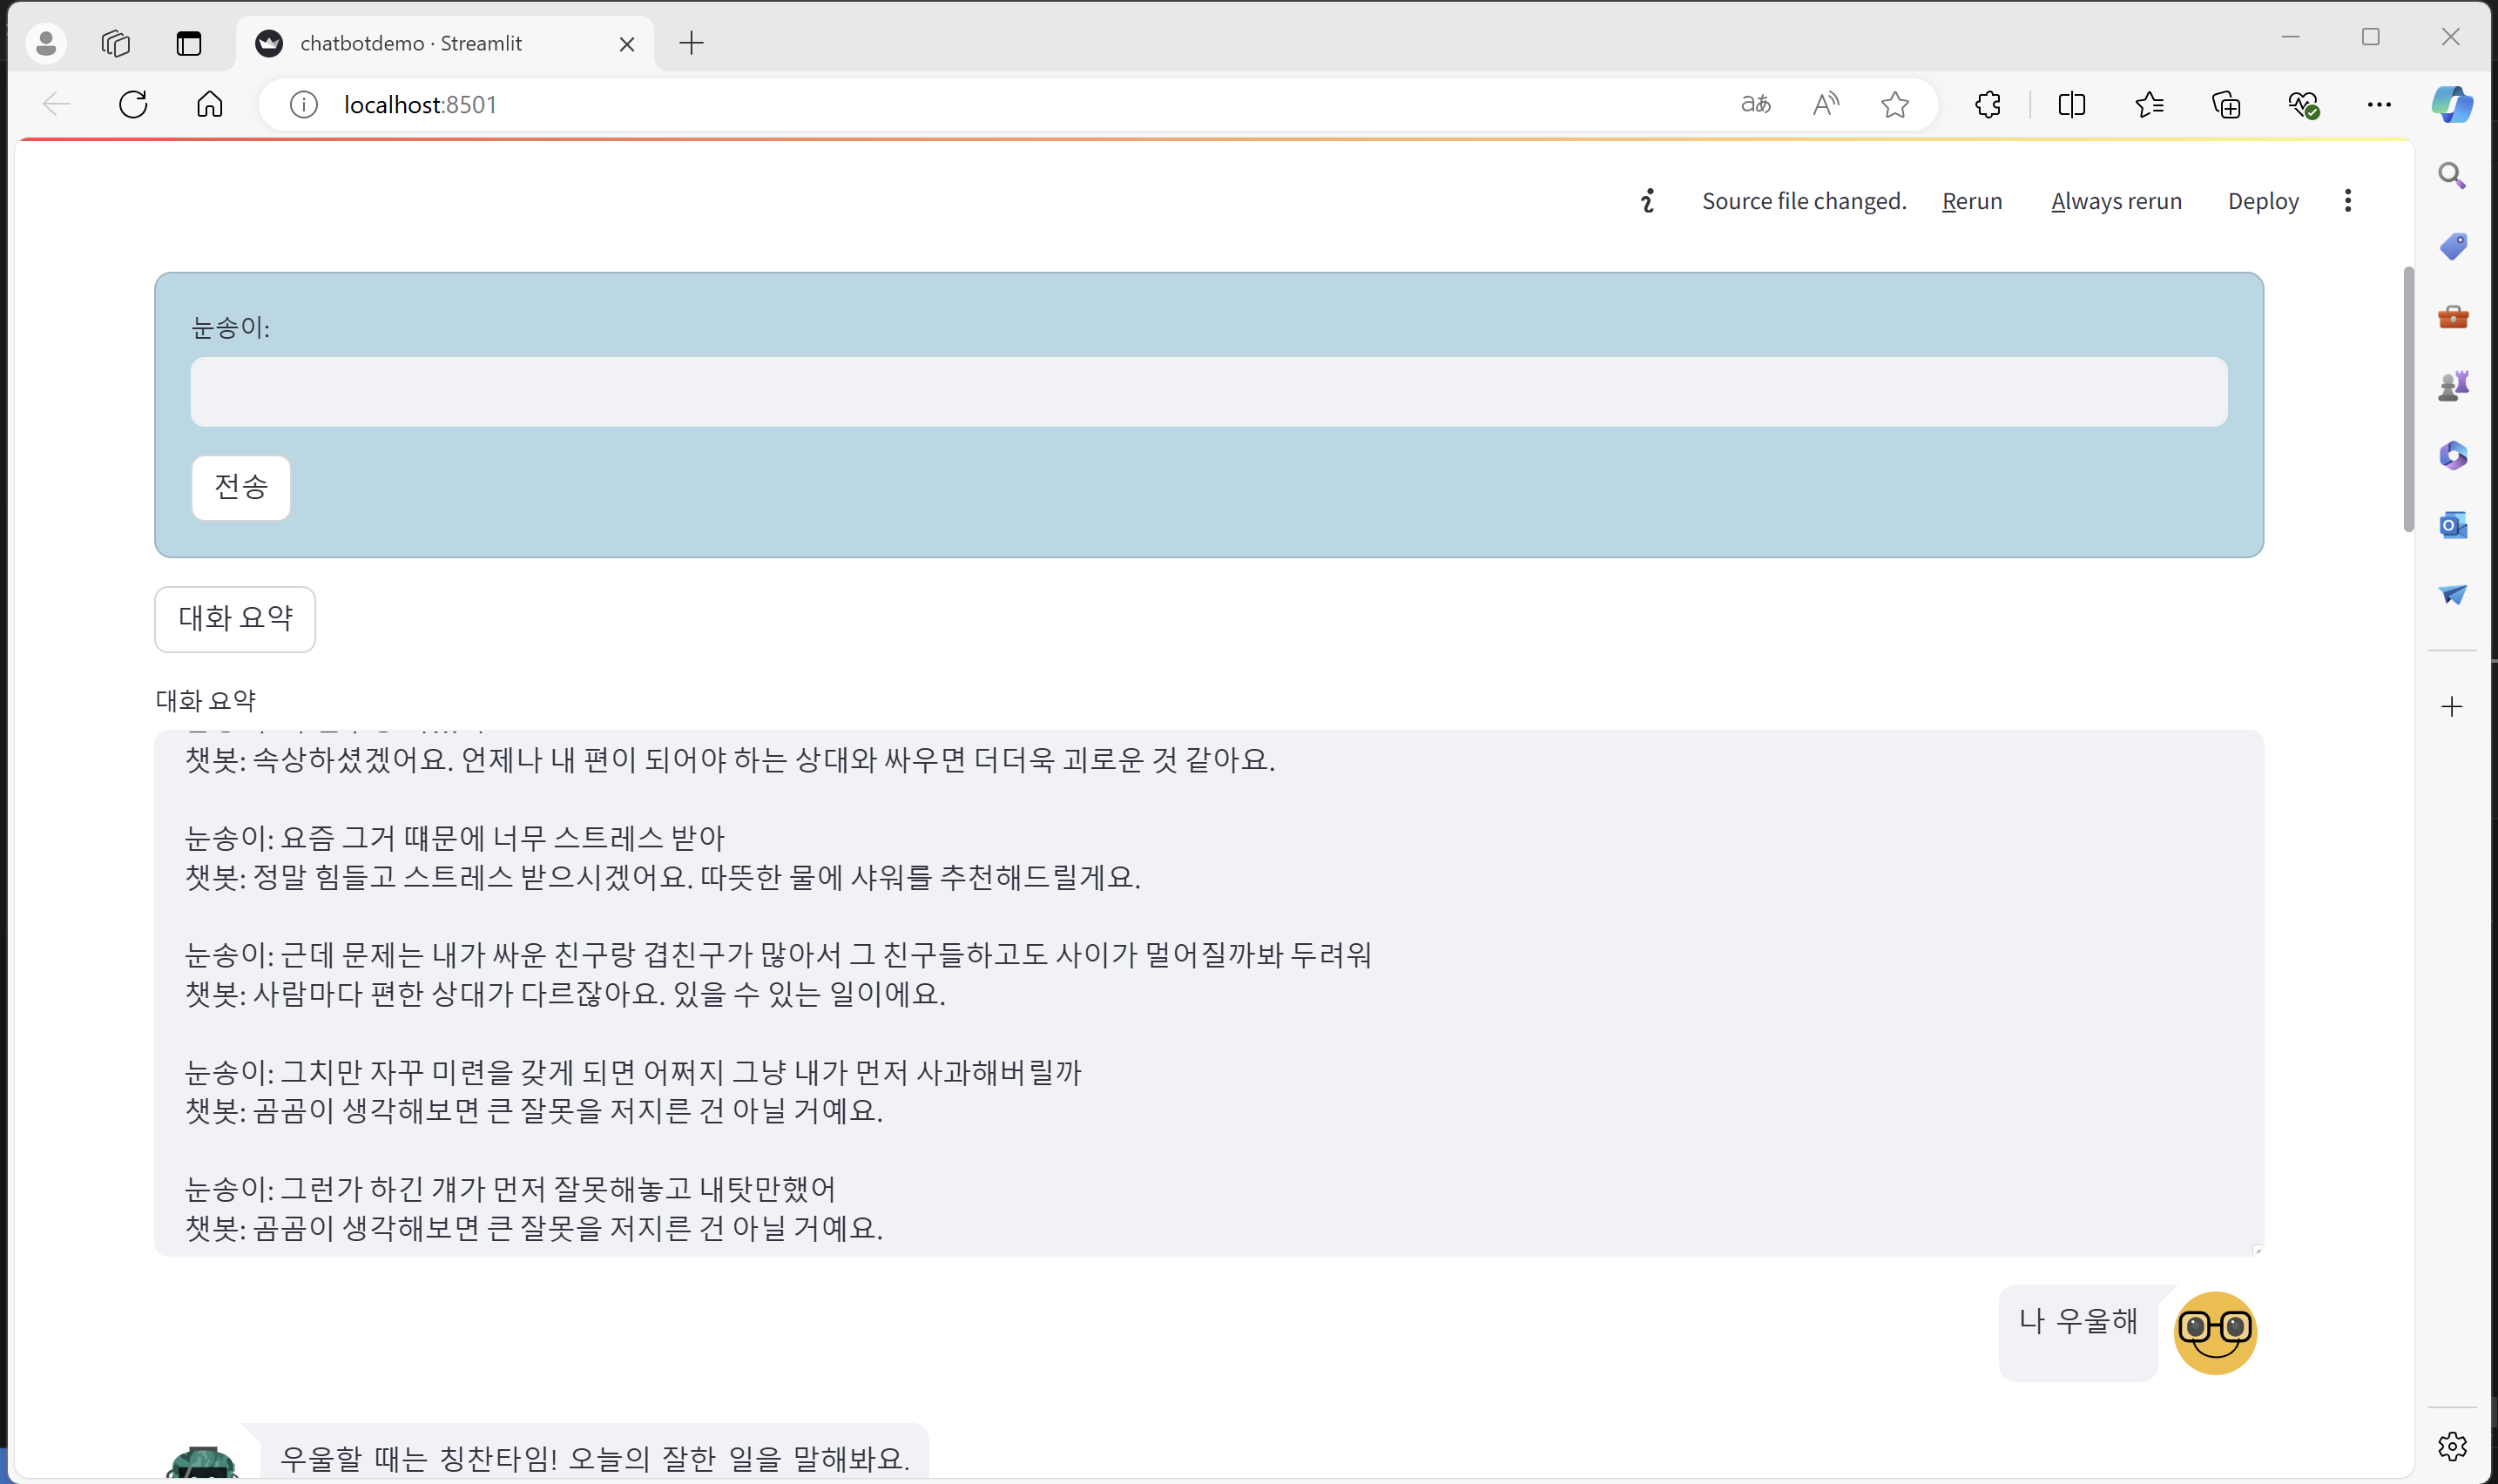 chatbotdemo · Streamlit
localhost:8501
Source file changed. Rerun Always rerun Deploy
눈송이:
전송
대화 요약
대화 요약
챗봇: 속상하셨겠어요. 언제나 내 편이 되어야 하는 상대와 싸우면 더더욱 괴로운 것 같아요.
눈송이: 요즘 그거 떄문에 너무 스트레스 받아
챗봇: 정말 힘들고 스트레스 받으시겠어요. 따뜻한 물에 샤워를 추천해드릴게요.
눈송이: 근데 문제는 내가 싸운 친구랑 겹친구가 많아서 그 친구들하고도 사이가 멀어질까봐 두려워
챗봇: 사람마다 편한 상대가 다르잖아요. 있을 수 있는 일이에요.
눈송이: 그치만 자꾸 미련을 갖게 되면 어쩌지 그냥 내가 먼저 사과해버릴까
챗봇: 곰곰이 생각해보면 큰 잘못을 저지른 건 아닐 거예요.
눈송이: 그런가 하긴 걔가 먼저 잘못해놓고 내탓만했어
챗봇: 곰곰이 생각해보면 큰 잘못을 저지른 건 아닐 거예요.
나 우울해
우울할 때는 칭찬타임! 오늘의 잘한 일을 말해봐요.